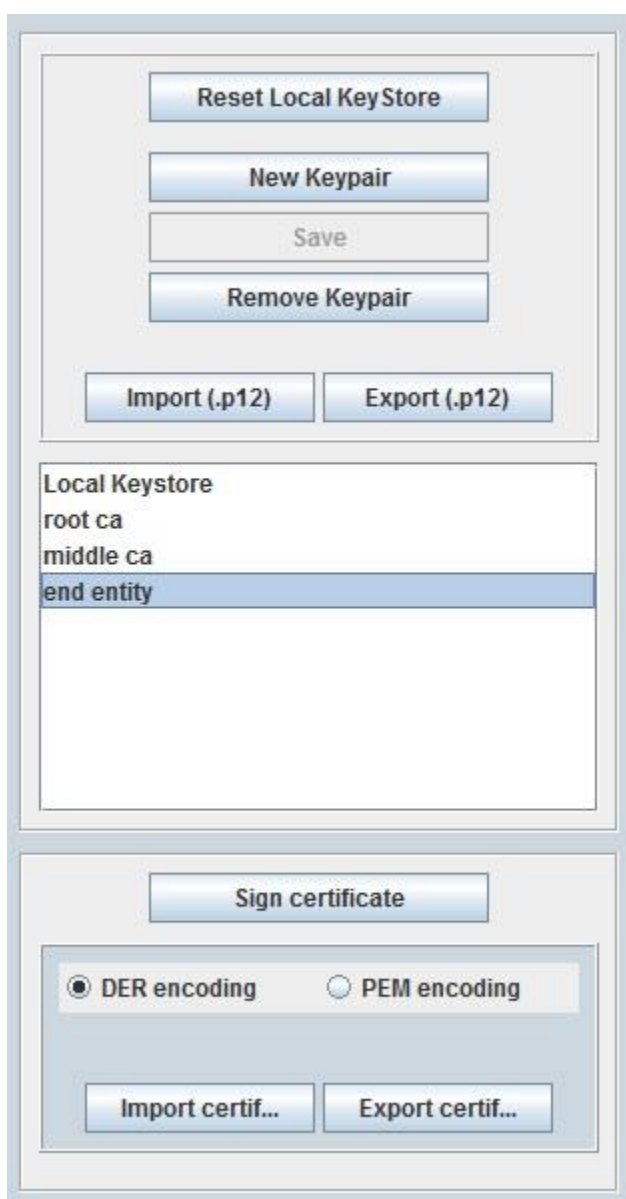 Reset Local KeyStore
New Keypair
Save
Remove Keypair
Import (.p12) Export (.p12)
Local Keystore
root ca
middle ca
end entity
Sign certificate
DER encoding PEM encoding
Import certif... Export certif...